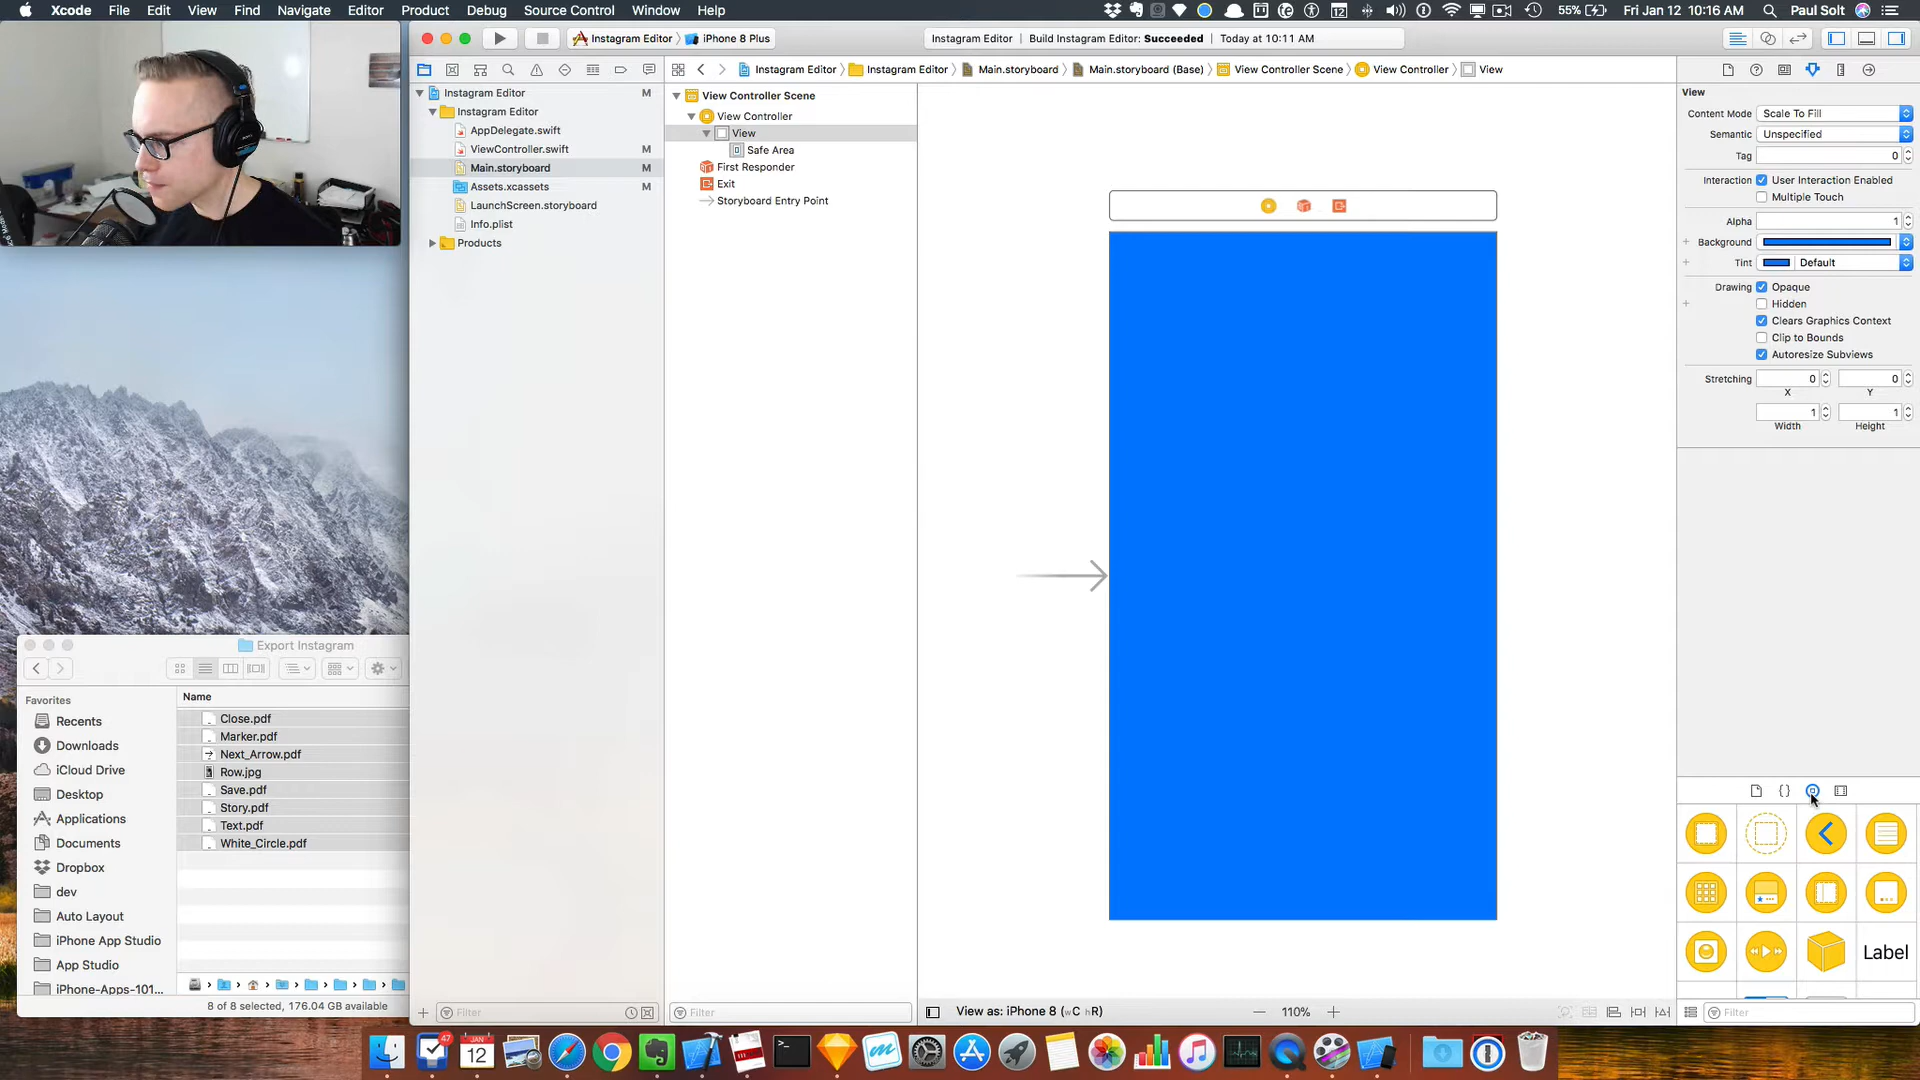 Xcode File Edit View Find Navigate Editor Product Debug Source Control Window Help 12 55% Fri Jan 12 10:16 AM Paul Solt
Instagram Editor iPhone 8 Plus Instagram Editor | Build Instagram Editor: Succeeded | Today at 10:11 AM
Instagram Editor Instagram Editor Main.storyboard Main.storyboard (Base) View Controller Scene View Controller View
Instagram Editor M
Instagram Editor
AppDelegate.swift
ViewController.swift M
Main.storyboard M
Assets.xcassets M
LaunchScreen.storyboard
Info.plist
Products
Filter
View Controller Scene
View Controller
View
Safe Area
First Responder
Exit
Storyboard Entry Point
Filter
View as: iPhone 8 (wC hR)
110%
View
Content Mode Scale To Fill
Semantic Unspecified
Tag 0
Interaction User Interaction Enabled
Multiple Touch
Alpha 1
Background
Tint Default
Drawing Opaque
Hidden
Clears Graphics Context
Clip to Bounds
Autoresize Subviews
Stretching 0 0
X Y
1 1
Width Height
{}
Label
Filter
Export Instagram
Favorites
Recents
Downloads
iCloud Drive
Desktop
Applications
Documents
Dropbox
dev
Auto Layout
iPhone App Studio
App Studio
iPhone-Apps-101...
Name
Close.pdf
Marker.pdf
Next_Arrow.pdf
Row.jpg
Save.pdf
Story.pdf
Text.pdf
White_Circle.pdf
8 of 8 selected, 176.04 GB available
47
JAN
12